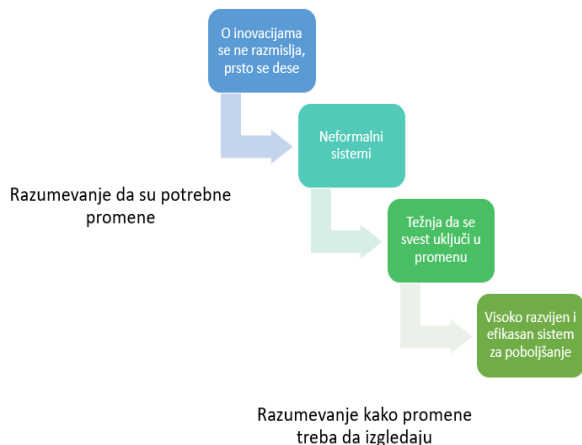 O inovacijama
se ne razmislja,
prsto se dese
Neformalni
sistemi
Razumevanje da su potrebne
promene
Težnja da se
svest uključi u
promenu
Visoko razvijen i
efikasan sistem
za poboljšanje
Razumevanje kako promene
treba da izgledaju